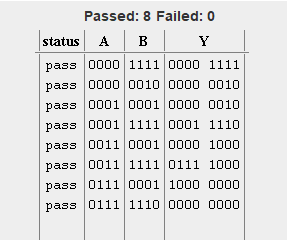 Passed: 8 Failed: 0
status A B Y
pass 0000 1111 0000 1111
pass 0000 0010 0000 0010
pass 0001 0001 0000 0010
pass 0001 1111 0001 1110
pass 0011 0001 0000 1000
pass 0011 1111 0111 1000
pass 0111 0001 1000 0000
pass 0111 1110 0000 0000